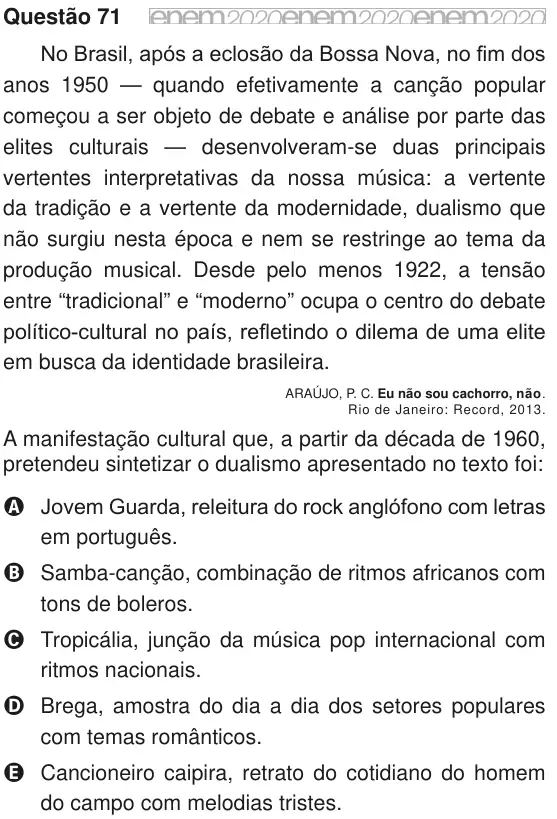 Questão 71 enem2020enem2020enem2020
No Brasil, após a eclosão da Bossa Nova, no fim dos
anos 1950 — quando efetivamente a canção popular
começou a ser objeto de debate e análise por parte das
elites culturais — desenvolveram-se duas principais
vertentes interpretativas da nossa música: a vertente
da tradição e a vertente da modernidade, dualismo que
não surgiu nesta época e nem se restringe ao tema da
produção musical. Desde pelo menos 1922, a tensão
entre “tradicional” e “moderno” ocupa o centro do debate
político-cultural no país, refletindo o dilema de uma elite
em busca da identidade brasileira.
ARAÚJO, P. C. Eu não sou cachorro, não.
Rio de Janeiro: Record, 2013.
A manifestação cultural que, a partir da década de 1960,
pretendeu sintetizar o dualismo apresentado no texto foi:
A Jovem Guarda, releitura do rock anglófono com letras
em português.
B Samba-canção, combinação de ritmos africanos com
tons de boleros.
C Tropicália, junção da música pop internacional com
ritmos nacionais.
D Brega, amostra do dia a dia dos setores populares
com temas românticos.
E Cancioneiro caipira, retrato do cotidiano do homem
do campo com melodias tristes.